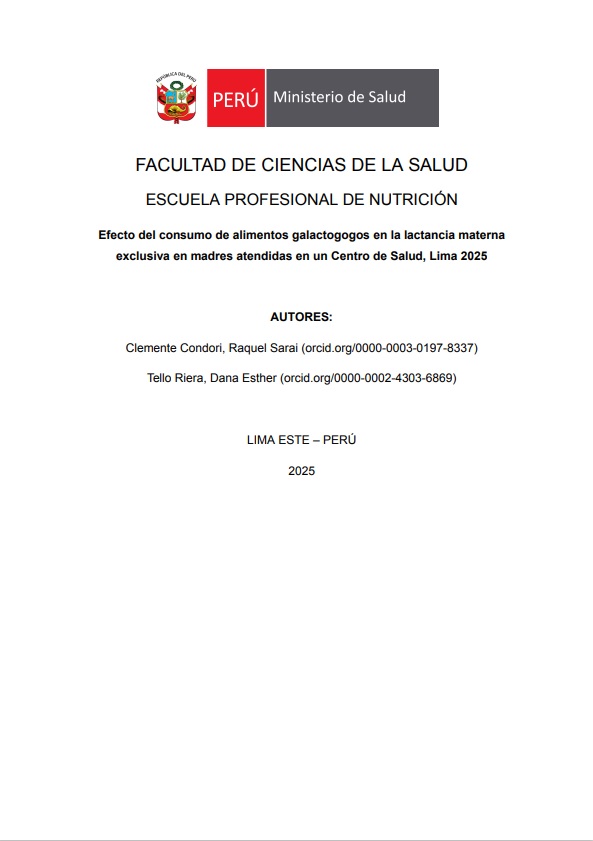 REPÚBLICA DEL PERÚ
PERÚ
Ministerio de Salud
FACULTAD DE CIENCIAS DE LA SALUD
ESCUELA PROFESIONAL DE NUTRICIÓN
Efecto del consumo de alimentos galactogogos en la lactancia materna
exclusiva en madres atendidas en un Centro de Salud, Lima 2025
AUTORES:
Clemente Condori, Raquel Sarai (orcid.org/0000-0003-0197-8337)
Tello Riera, Dana Esther (orcid.org/0000-0002-4303-6869)
LIMA ESTE – PERÚ
2025